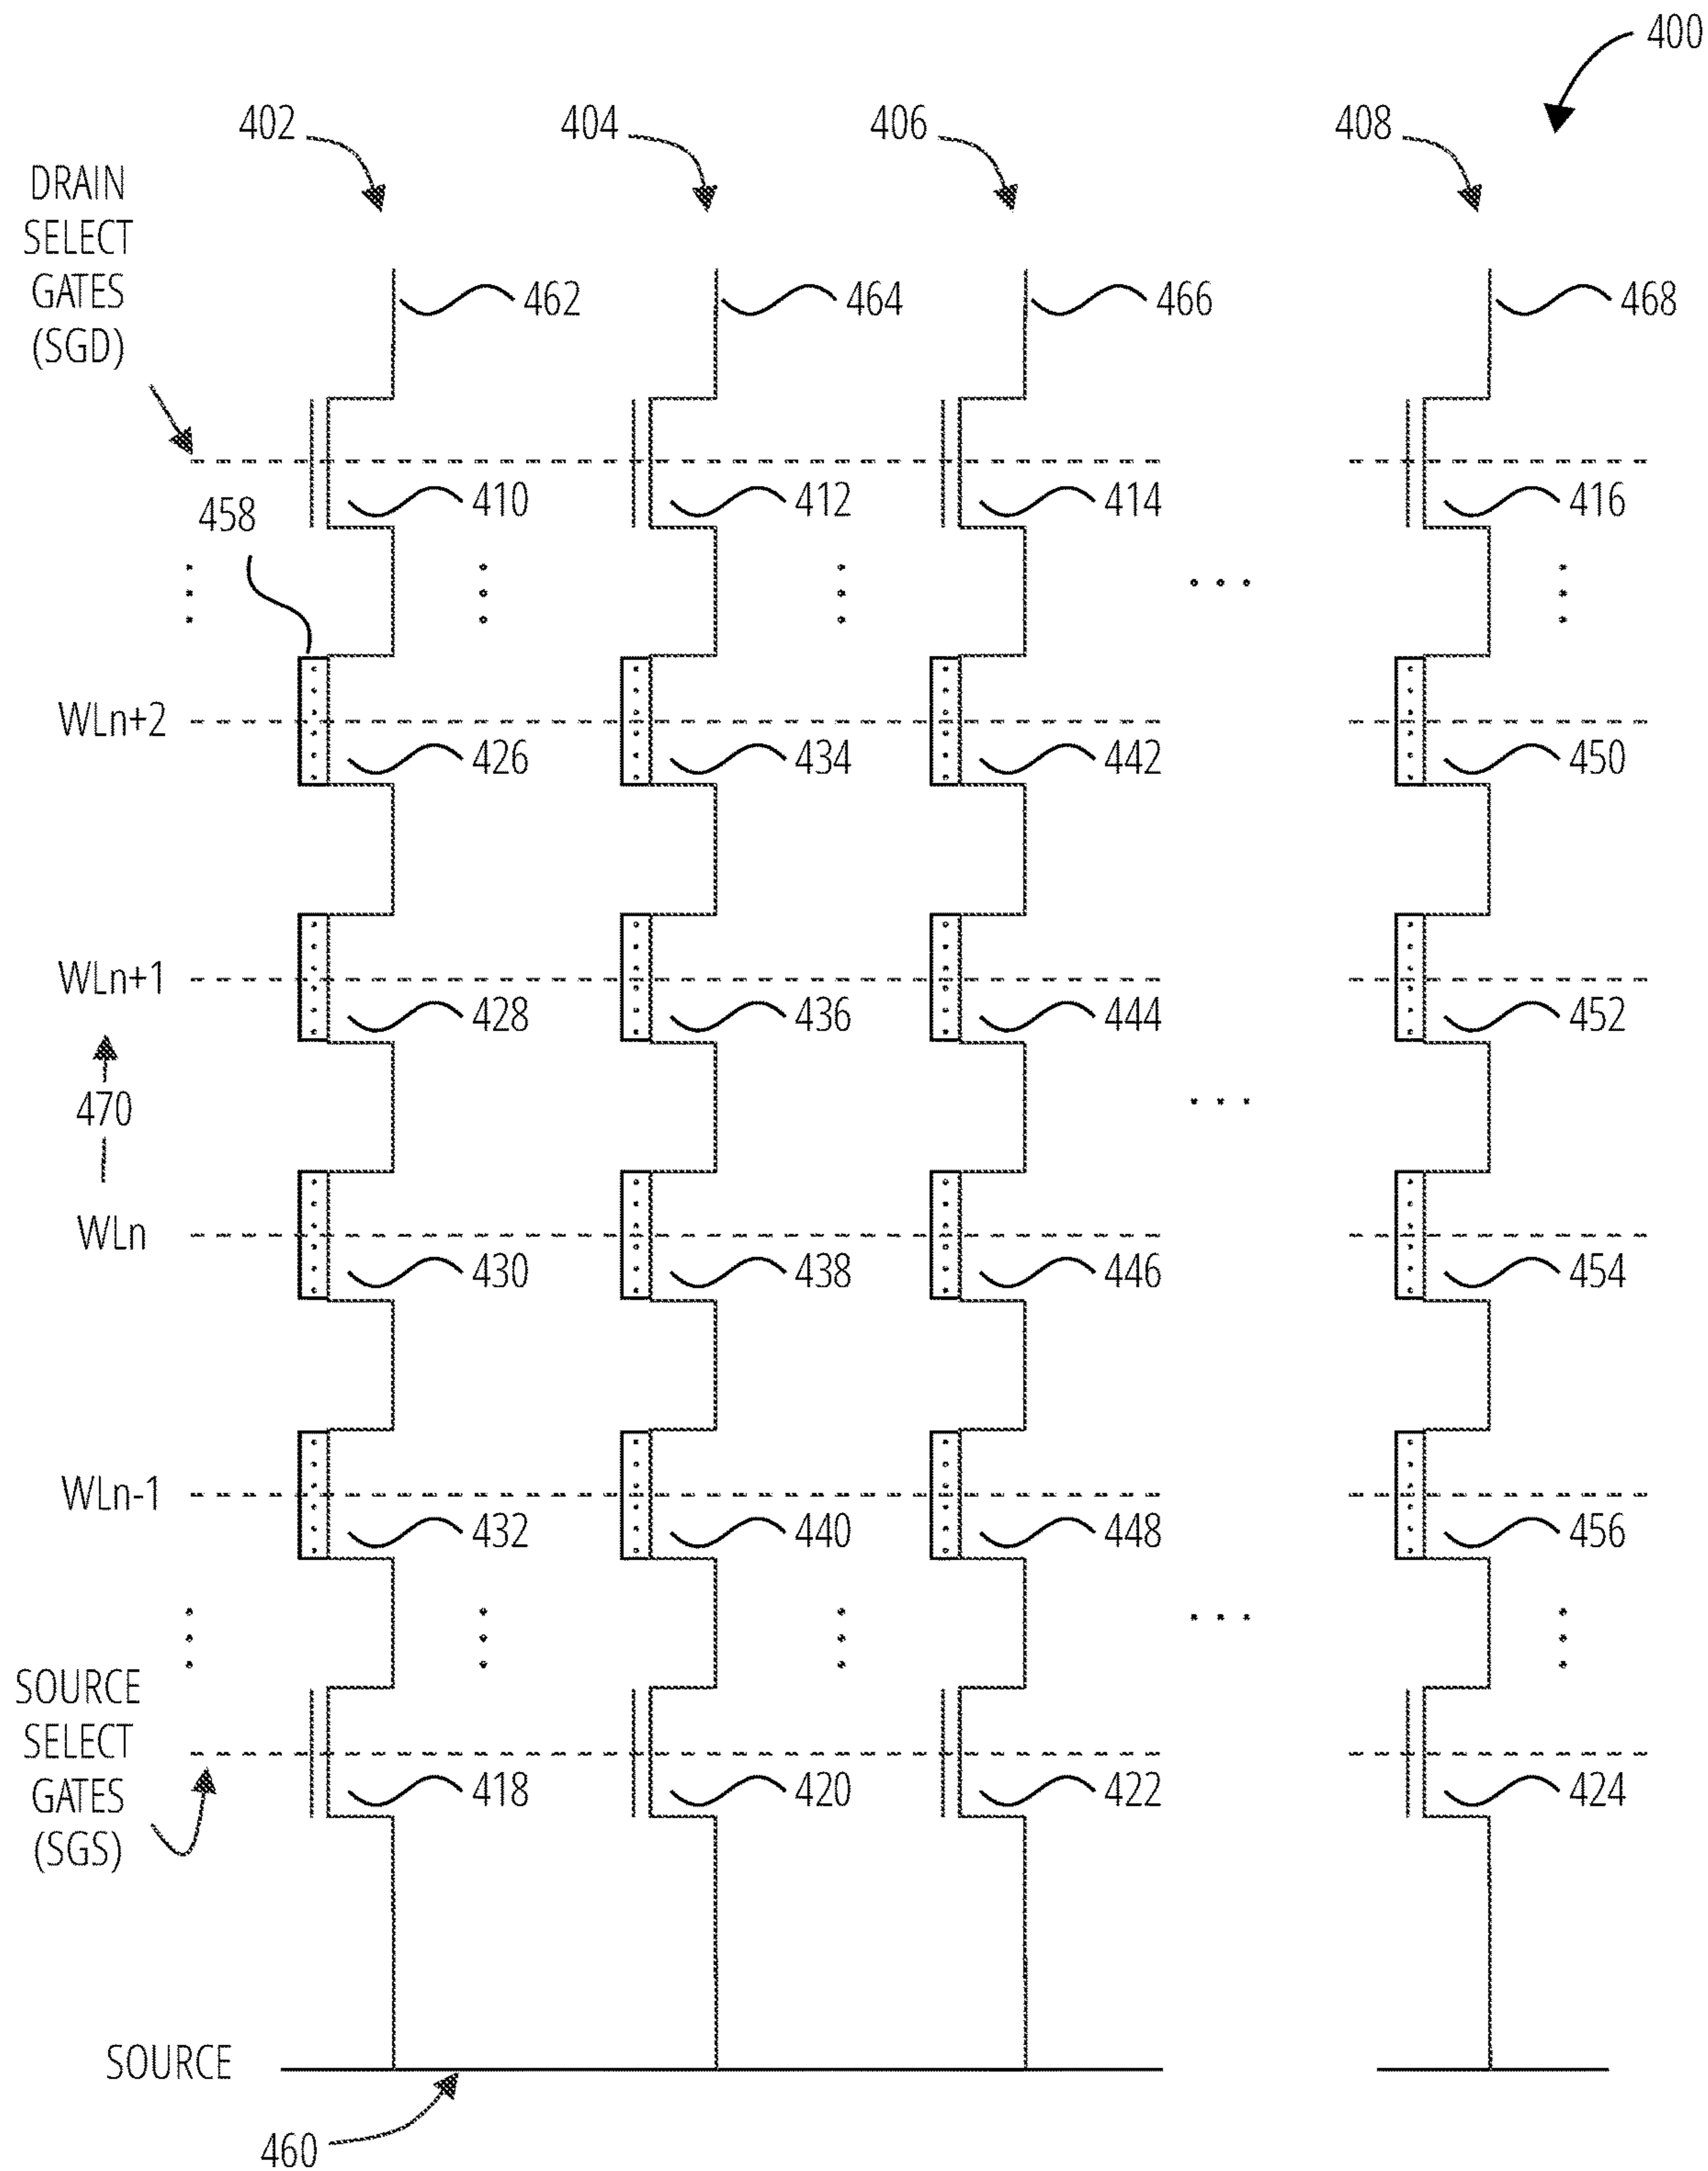 400
402
404
406
408
DRAIN
SELECT
GATES
(SGD)
462
464
466
468
410
412
414
416
458
WLn+2
426
434
442
450
WLn+1
428
436
444
452
470
WLn
430
438
446
454
WLn-1
432
440
448
456
SOURCE
SELECT
GATES
(SGS)
418
420
422
424
SOURCE
460